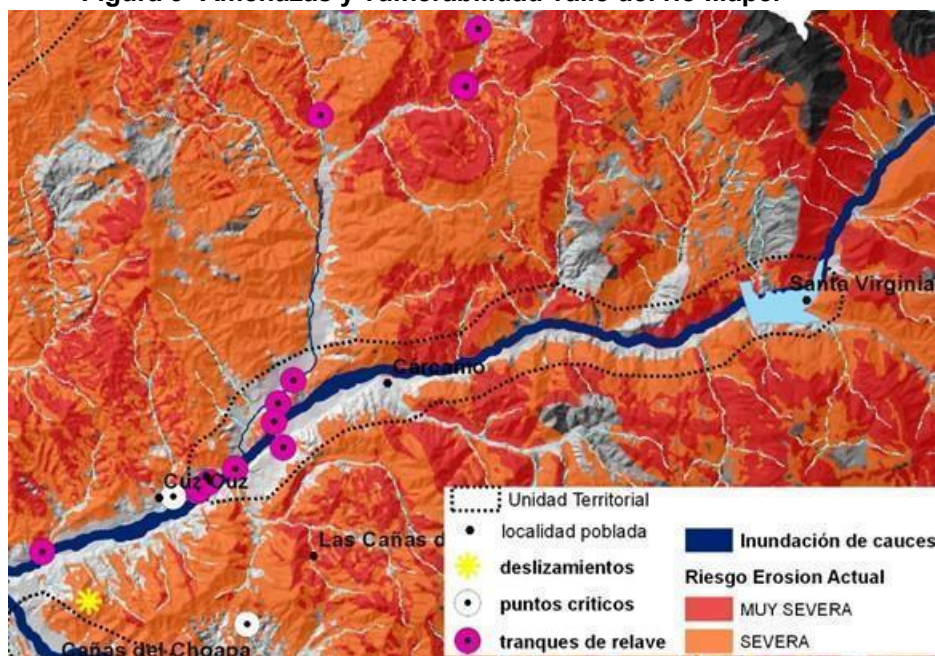 Santa Virginia
Carcamo
Cuz Cuz
Las Cañas d
Cañas del Choapa
Unidad Territorial
localidad poblada
deslizamientos
puntos criticos
tranques de relave
Inundación de cauces
Riesgo Erosion Actual
MUY SEVERA
SEVERA